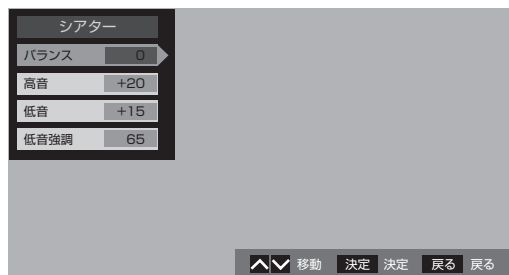 シアター
バランス 0
高音 +20
低音 +15
低音強調 65
移動 決定 決定 戻る 戻る